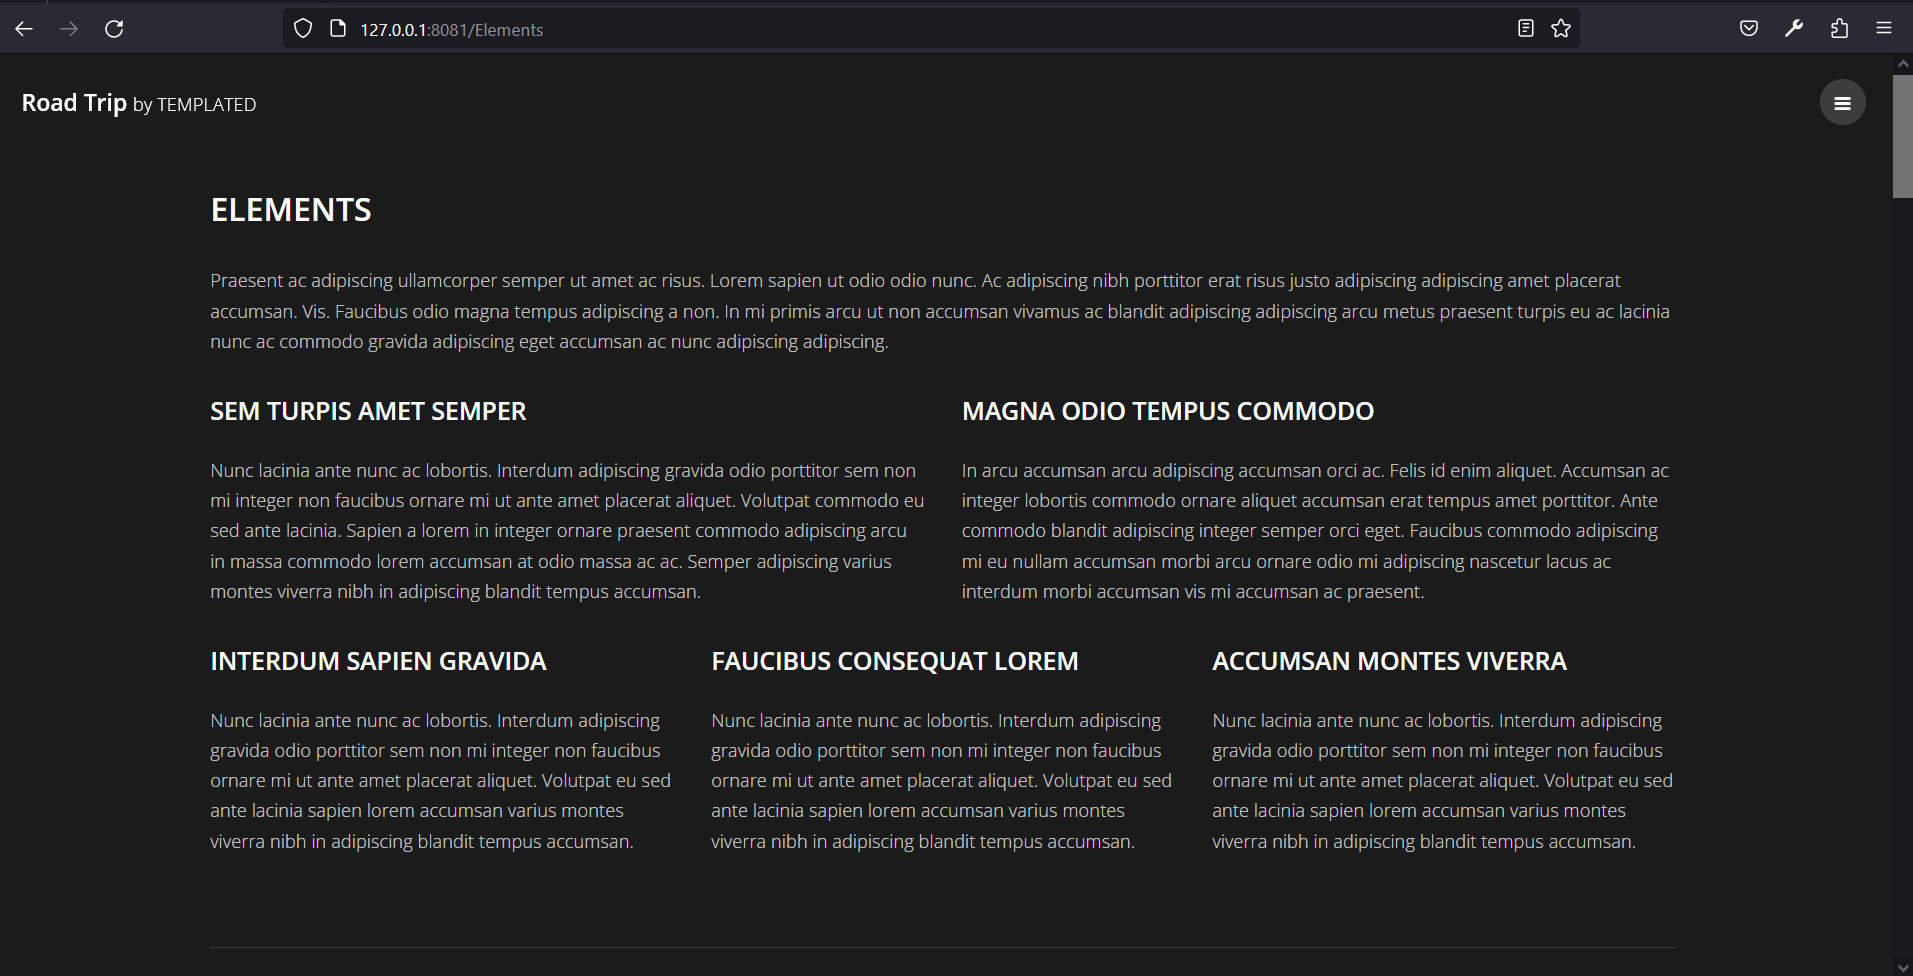 127.0.0.1:8081/Elements
Road Trip by TEMPLATED
ELEMENTS
Praesent ac adipiscing ullamcorper semper ut amet ac risus. Lorem sapien ut odio odio nunc. Ac adipiscing nibh porttitor erat risus justo adipiscing adipiscing amet placerat
accumsan. Vis. Faucibus odio magna tempus adipiscing a non. In mi primis arcu ut non accumsan vivamus ac blandit adipiscing adipiscing arcu metus praesent turpis eu ac lacinia
nunc ac commodo gravida adipiscing eget accumsan ac nunc adipiscing adipiscing.
SEM TURPIS AMET SEMPER
Nunc lacinia ante nunc ac lobortis. Interdum adipiscing gravida odio porttitor sem non
mi integer non faucibus ornare mi ut ante amet placerat aliquet. Volutpat commodo eu
sed ante lacinia. Sapien a lorem in integer ornare praesent commodo adipiscing arcu
in massa commodo lorem accumsan at odio massa ac ac. Semper adipiscing varius
montes viverra nibh in adipiscing blandit tempus accumsan.
MAGNA ODIO TEMPUS COMMODO
In arcu accumsan arcu adipiscing accumsan orci ac. Felis id enim aliquet. Accumsan ac
integer lobortis commodo ornare aliquet accumsan erat tempus amet porttitor. Ante
commodo blandit adipiscing integer semper orci eget. Faucibus commodo adipiscing
mi eu nullam accumsan morbi arcu ornare odio mi adipiscing nascetur lacus ac
interdum morbi accumsan vis mi accumsan ac praesent.
INTERDUM SAPIEN GRAVIDA
Nunc lacinia ante nunc ac lobortis. Interdum adipiscing
gravida odio porttitor sem non mi integer non faucibus
ornare mi ut ante amet placerat aliquet. Volutpat eu sed
ante lacinia sapien lorem accumsan varius montes
viverra nibh in adipiscing blandit tempus accumsan.
FAUCIBUS CONSEQUAT LOREM
Nunc lacinia ante nunc ac lobortis. Interdum adipiscing
gravida odio porttitor sem non mi integer non faucibus
ornare mi ut ante amet placerat aliquet. Volutpat eu sed
ante lacinia sapien lorem accumsan varius montes
viverra nibh in adipiscing blandit tempus accumsan.
ACCUMSAN MONTES VIVERRA
Nunc lacinia ante nunc ac lobortis. Interdum adipiscing
gravida odio porttitor sem non mi integer non faucibus
ornare mi ut ante amet placerat aliquet. Volutpat eu sed
ante lacinia sapien lorem accumsan varius montes
viverra nibh in adipiscing blandit tempus accumsan.